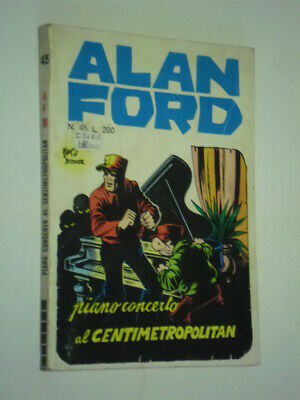 45
A F M
PIANO CONCERTO AL CENTIMETROPOLITAN
ALAN
FORD
N. 45 L. 200
piano concerto
al CENTIMETROPOLITAN